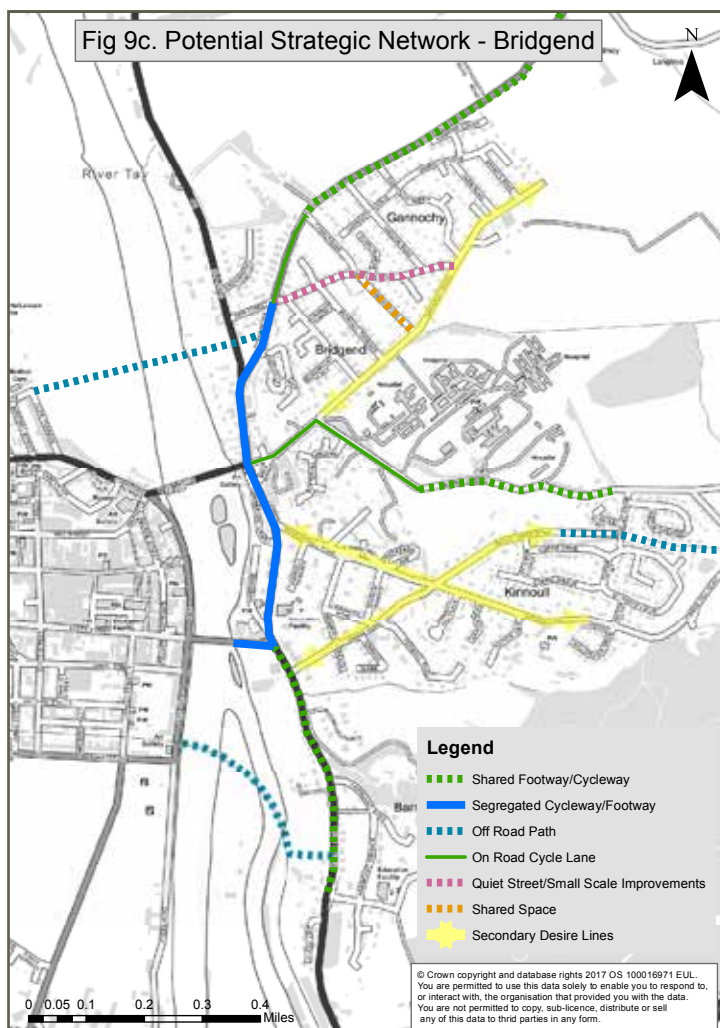 Fig 9c. Potential Strategic Network - Bridgend
N
River Tay
Gannochy
Bridgend
Hospital
Kinnoull
Legend
Shared Footway/Cycleway
Segregated Cycleway/Footway
Off Road Path
On Road Cycle Lane
Quiet Street/Small Scale Improvements
Shared Space
Secondary Desire Lines
0 0.05 0.1 0.2 0.3 0.4
Miles
© Crown copyright and database rights 2017 OS 100016971 EUL.
You are permitted to use this data solely to enable you to respond to,
or interact with, the organisation that provided you with the data.
You are not permitted to copy, sub-licence, distribute or sell
any of this data to third parties in any form.